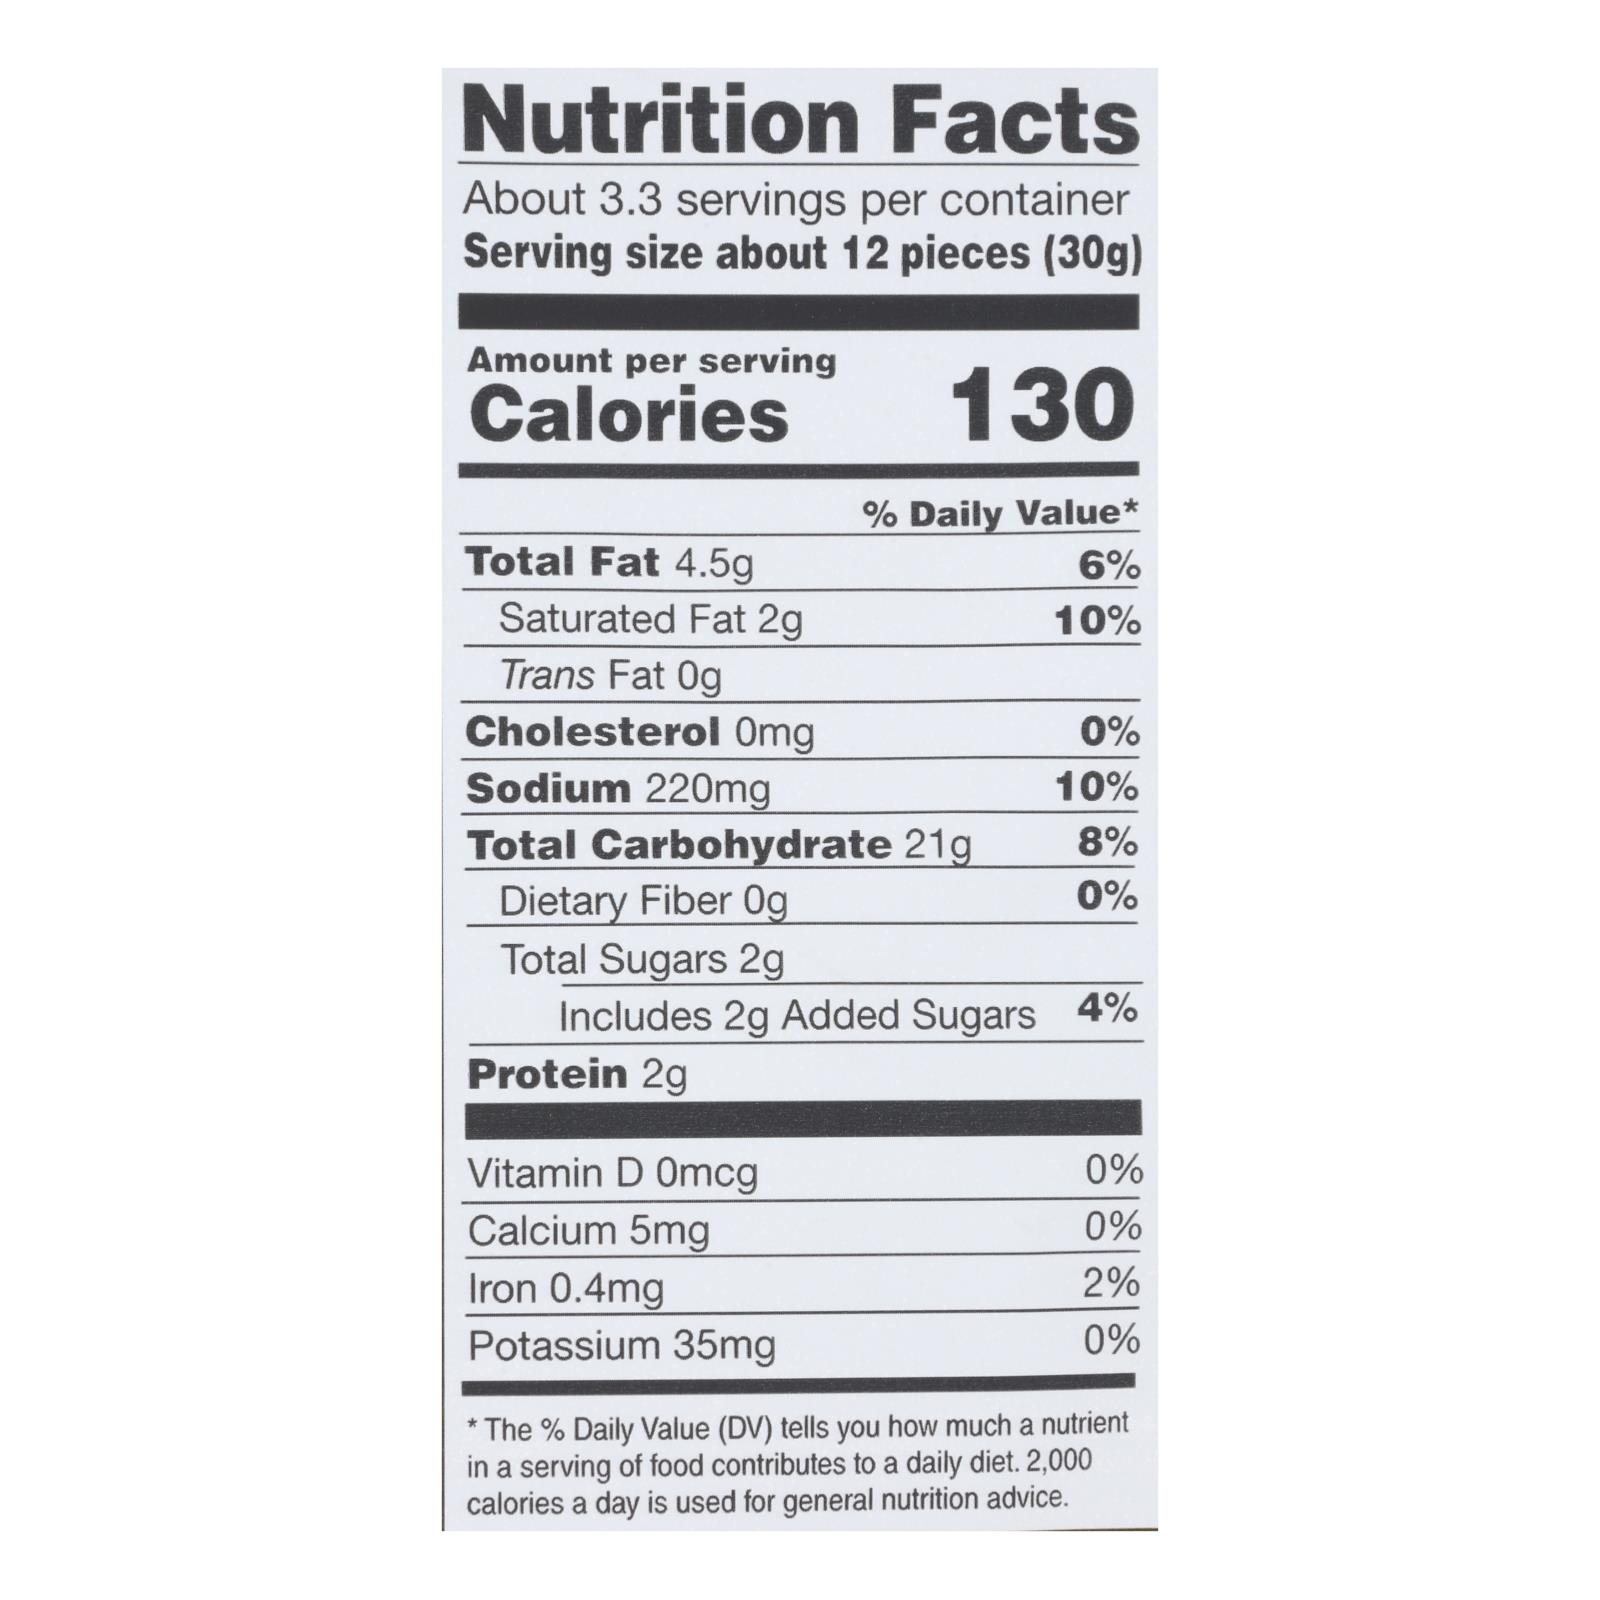 Nutrition Facts
About 3.3 servings per container
Serving size about 12 pieces (30g)
Amount per serving
Calories 130
% Daily Value*
Total Fat 4.5g 6%
Saturated Fat 2g 10%
Trans Fat 0g
Cholesterol 0mg 0%
Sodium 220mg 10%
Total Carbohydrate 21g 8%
Dietary Fiber 0g 0%
Total Sugars 2g
Includes 2g Added Sugars 4%
Protein 2g
Vitamin D 0mcg 0%
Calcium 5mg 0%
Iron 0.4mg 2%
Potassium 35mg 0%
* The % Daily Value (DV) tells you how much a nutrient
in a serving of food contributes to a daily diet. 2,000
calories a day is used for general nutrition advice.